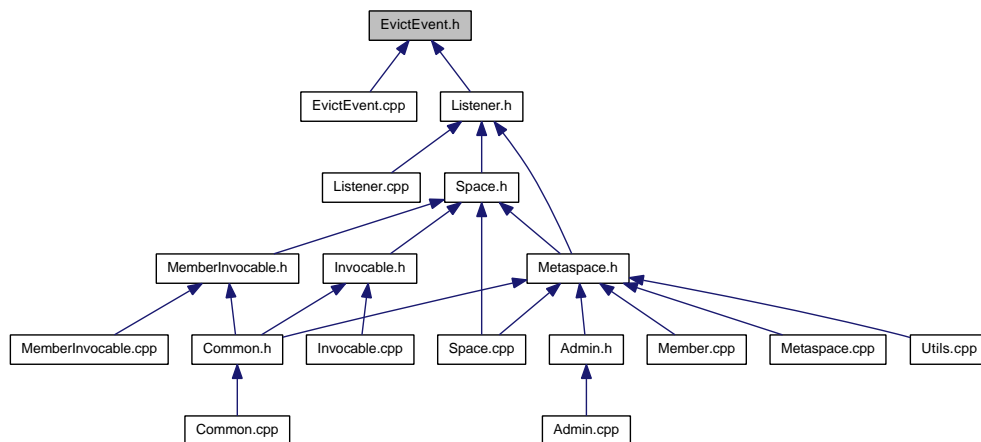 EvictEvent.h
EvictEvent.cpp
Listener.h
Listener.cpp
Space.h
MemberInvocable.h
Invocable.h
Metaspace.h
MemberInvocable.cpp
Common.h
Invocable.cpp
Space.cpp
Admin.h
Member.cpp
Metaspace.cpp
Utils.cpp
Common.cpp
Admin.cpp